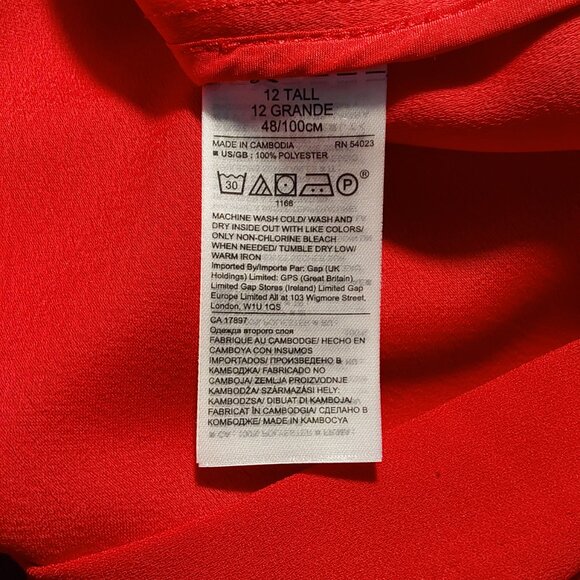 12 TALL
12 GRANDE
48/100см
MADE IN CAMBODIA RN 54023
■ US/GB : 100% POLYESTER
30 P®
1166
MACHINE WASH COLD/ WASH AND
DRY INSIDE OUT WITH LIKE COLORS/
ONLY NON-CHLORINE BLEACH
WHEN NEEDED/ TUMBLE DRY LOW/
WARM IRON
Imported By/Importe Par: Gap (UK
Holdings) Limited: GPS (Great Britain),
Limited Gap Stores (Ireland) Limited Gap
Europe Limited All at 103 Wigmore Street,
London, W1U 1QS
CA 17897
Одежда второго слоя
FABRIQUE AU CAMBODGE/ HECHO EN
CAMBOYA CON INSUMOS
IMPORTADOS/ ПРОИЗВЕДЕНО В
КАМБОДЖА/ FABRICADO NO
CAMBOJA/ ZEMLJA PROIZVODNJE
KAMBODŽA/ SZÁRMAZÁSI HELY:
KAMBODZSA/ DIBUAT DI KAMBOJA/
FABRICAT ÎN CAMBODGIA/ СДЕЛАНО В
КОМБОДЖЕ/ MADE IN KAMBOCYA